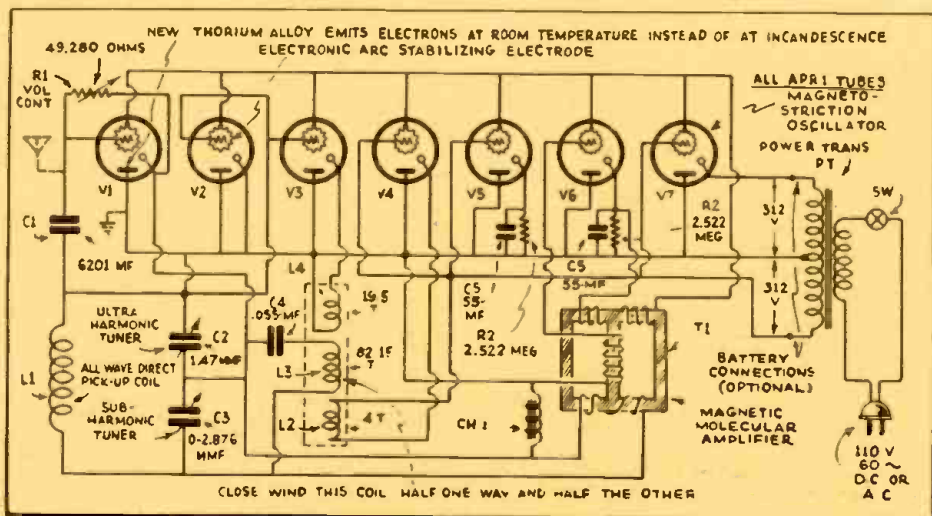 NEW THORIUM ALLOY EMITS ELECTRONS AT ROOM TEMPERATURE INSTEAD OF AT INCANDESCENCE
ELECTRONIC ARC STABILIZING ELECTRODE
49,280 OHMS
R1
VOL
CONT
ALL APR1 TUBES
MAGNETO-
STRICTION
OSCILLATOR
POWER TRANS
PT
SW
V1
V2
V3
V4
V5
V6
V7
C1
6201 MF
R2
2.522
MEG
312
V
312
V
L4
19.5
T
C4
.055-MF
C5
55-
MF
C5
55-MF
R2
2.522 MEG
T1
ULTRA
HARMONIC
TUNER
C2
1.47MMF
L1
ALL WAVE DIRECT
PICK-UP COIL
L3
82.15
T
SUB-
HARMONIC
TUNER
C3
0-2.876
MMF
L2
4 T
CH 1
BATTERY
CONNECTIONS
(OPTIONAL)
MAGNETIC
MOLECULAR
AMPLIFIER
110 V
60 ~
DC OR
A C
CLOSE WIND THIS COIL HALF ONE WAY AND HALF THE OTHER